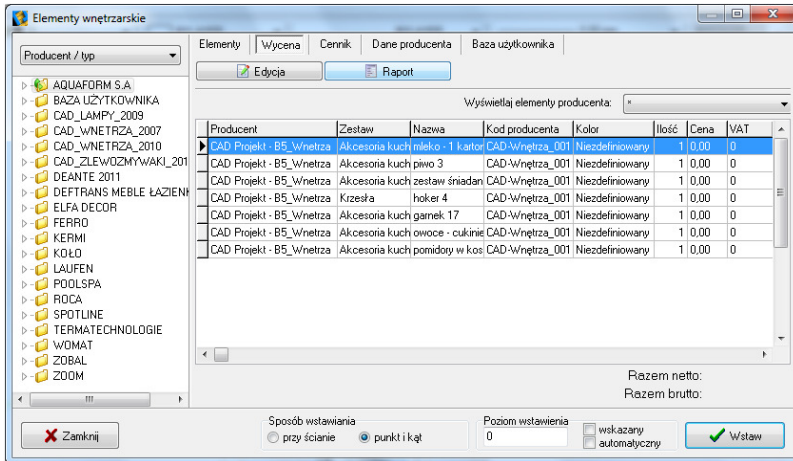 Elementy wnętrzarskie
Producent / typ
AQUAFORM S.A
BAZA UŻYTKOWNIKA
CAD_LAMPY_2009
CAD_WNETRZA_2007
CAD_WNETRZA_2010
CAD_ZLEWOZMYWAKI_201
DEANTE 2011
DEFTRANS MEBLE ŁAZIENK
ELFA DECOR
FERRO
KERMI
KOŁO
LAUFEN
POOLSPA
ROCA
SPOTLINE
TERMATECHNOLOGIE
WOMAT
ZOBAL
ZOOM
Elementy Wycena Cennik Dane producenta Baza użytkownika
Edycja Raport
Wyświetlaj elementy producenta: *
Producent Zestaw Nazwa Kod producenta Kolor Ilość Cena VAT
CAD Projekt - B5_Wnetrza Akcesoria kuch mleko - 1 karton CAD-Wnętrza_001 Niezdefiniowany 1 0,00 0
CAD Projekt - B5_Wnetrza Akcesoria kuch piwo 3 CAD-Wnętrza_001 Niezdefiniowany 1 0,00 0
CAD Projekt - B5_Wnetrza Akcesoria kuch zestaw śniadan CAD-Wnętrza_001 Niezdefiniowany 1 0,00 0
CAD Projekt - B5_Wnetrza Krzesła hoker 4 CAD-Wnętrza_001 Niezdefiniowany 1 0,00 0
CAD Projekt - B5_Wnetrza Akcesoria kuch garnek 17 CAD-Wnętrza_001 Niezdefiniowany 1 0,00 0
CAD Projekt - B5_Wnetrza Akcesoria kuch owoce - cukinie CAD-Wnętrza_001 Niezdefiniowany 1 0,00 0
CAD Projekt - B5_Wnetrza Akcesoria kuch pomidory w kos CAD-Wnętrza_001 Niezdefiniowany 1 0,00 0
Razem netto:
Razem brutto:
Zamknij
Sposób wstawiania
przy ścianie punkt i kąt
Poziom wstawienia
0
wskazany
automatyczny
Wstaw